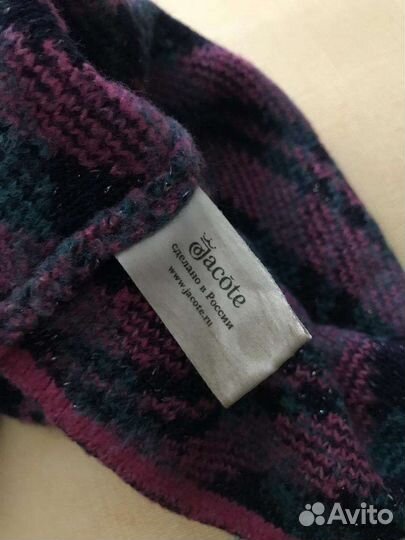 Jacōte
сделано в России
www.jacote.ru
Avito